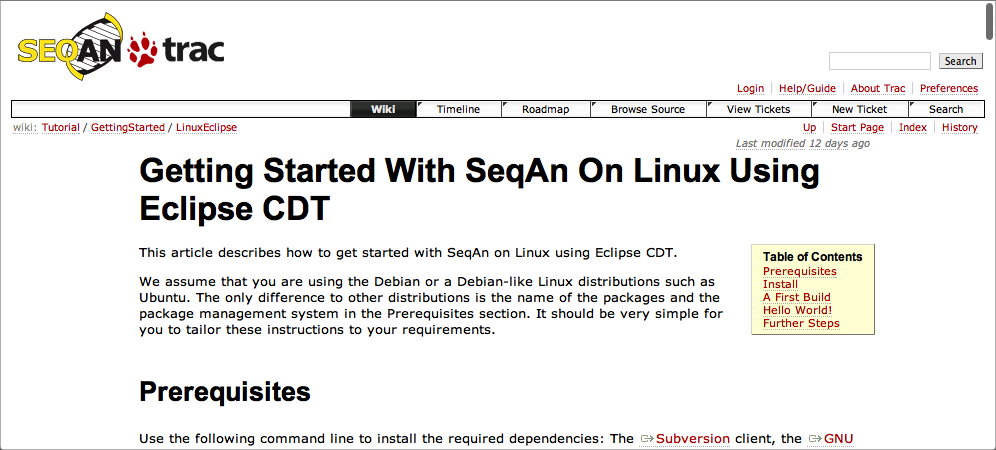 SEQAN trac
Search
Login Help/Guide About Trac Preferences
Wiki Timeline Roadmap Browse Source View Tickets New Ticket Search
wiki: Tutorial / GettingStarted / LinuxEclipse
Up Start Page Index History
Last modified 12 days ago
Getting Started With SeqAn On Linux Using
Eclipse CDT
This article describes how to get started with SeqAn on Linux using Eclipse CDT.
We assume that you are using the Debian or a Debian-like Linux distributions such as
Ubuntu. The only difference to other distributions is the name of the packages and the
package management system in the Prerequisites section. It should be very simple for
you to tailor these instructions to your requirements.
Table of Contents
Prerequisites
Install
A First Build
Hello World!
Further Steps
Prerequisites
Use the following command line to install the required dependencies: The Subversion client, the GNU